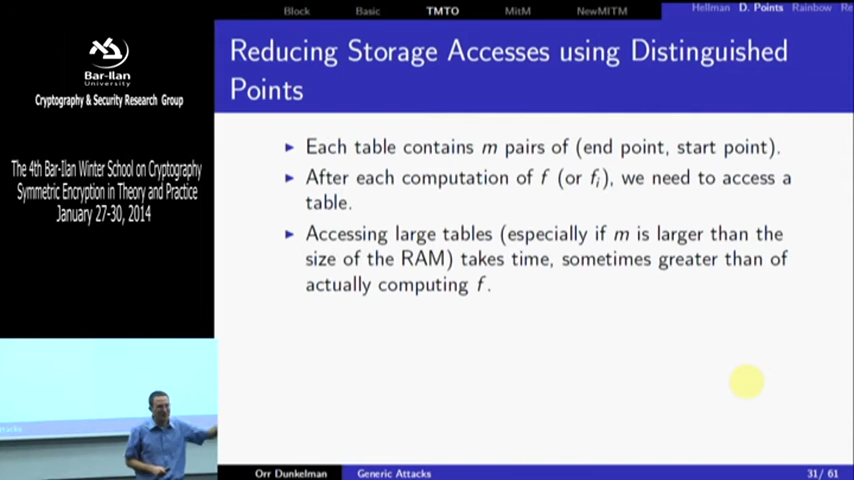 Block Basic TMTO MitM NewMITM Hellman D. Points Rainbow
Reducing Storage Accesses using Distinguished
Points
▶ Each table contains m pairs of (end point, start point).
▶ After each computation of f (or fᵢ), we need to access a
table.
▶ Accessing large tables (especially if m is larger than the
size of the RAM) takes time, sometimes greater than of
actually computing f.
Bar-Ilan
University
Cryptography & Security Research Group
The 4th Bar-Ilan Winter School on Cryptography
Symmetric Encryption in Theory and Practice
January 27-30, 2014
Orr Dunkelman Generic Attacks 31/ 61